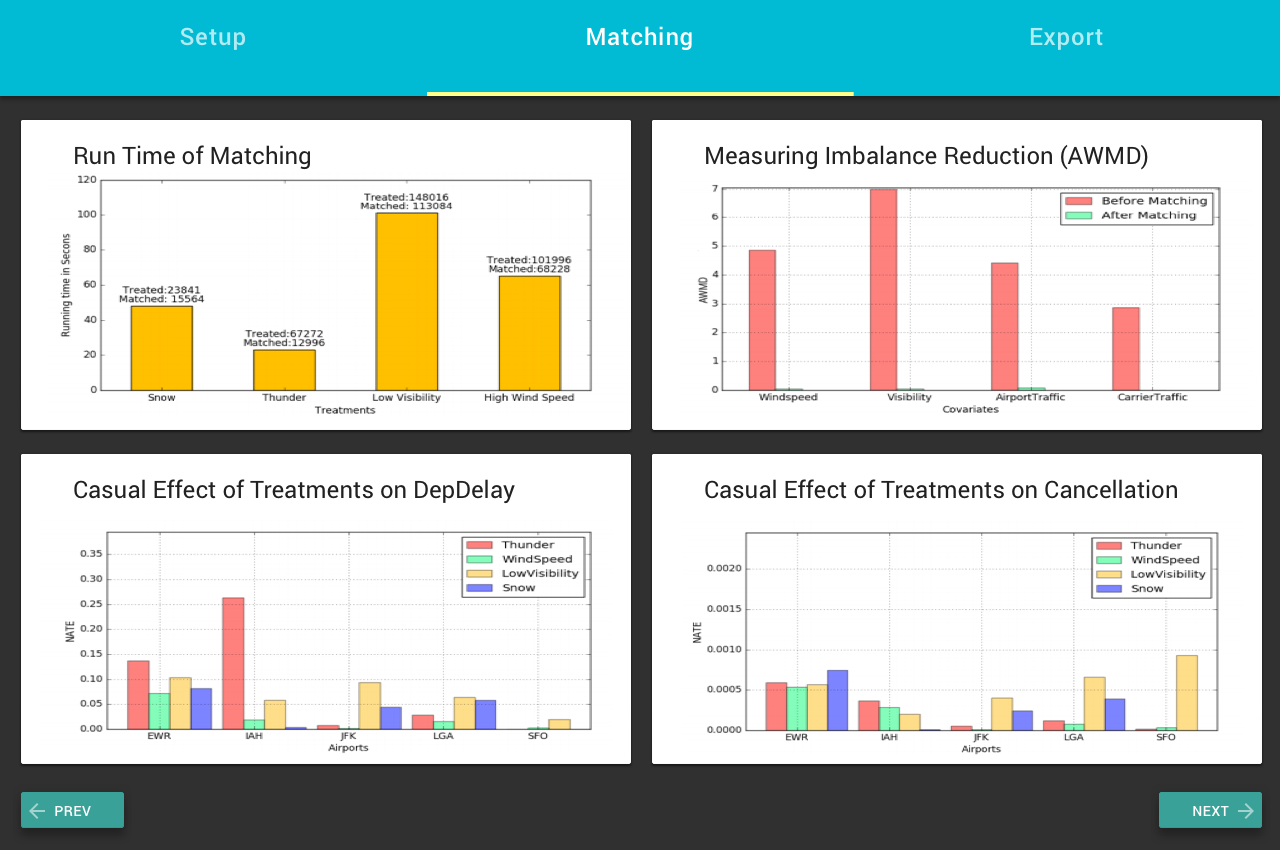 Setup
Matching
Export
Run Time of Matching
120
100
80
60
40
20
0
Running time in Secons
Treated:23841
Matched: 15564
Treated:67272
Matched:12996
Treated:148016
Matched: 113084
Treated:101996
Matched:68228
Snow
Thunder
Low Visibility
High Wind Speed
Treatments
Measuring Imbalance Reduction (AWMD)
7
6
5
4
3
2
1
0
AWMD
Before Matching
After Matching
Windspeed
Visibility
AirportTraffic
CarrierTraffic
Covariates
Casual Effect of Treatments on DepDelay
0.35
0.30
0.25
0.20
0.15
0.10
0.05
0.00
NATE
Thunder
WindSpeed
LowVisibility
Snow
EWR
IAH
JFK
LGA
SFO
Airports
Casual Effect of Treatments on Cancellation
0.0020
0.0015
0.0010
0.0005
0.0000
NATE
Thunder
WindSpeed
LowVisibility
Snow
EWR
IAH
JFK
LGA
SFO
Airports
PREV
NEXT